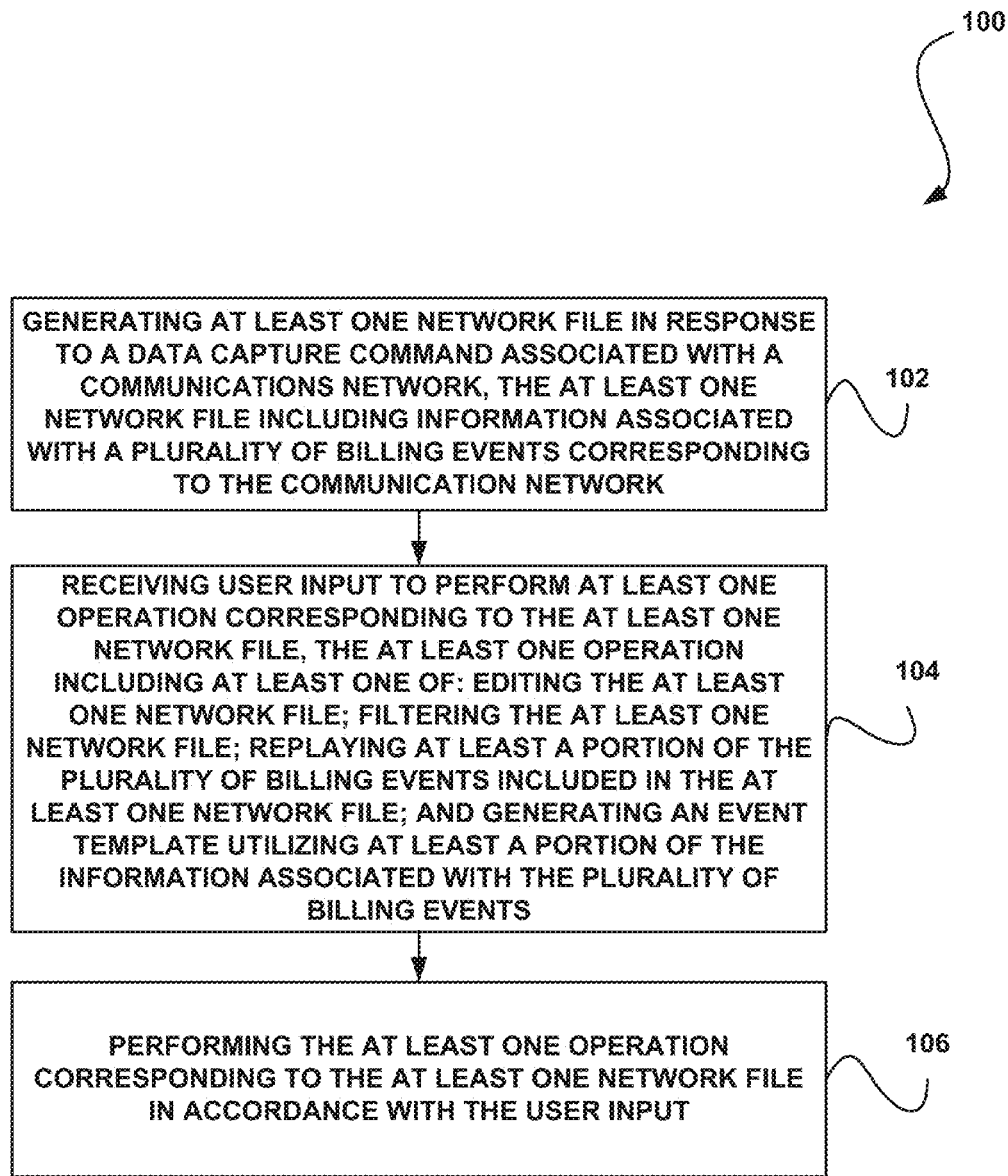 100
GENERATING AT LEAST ONE NETWORK FILE IN RESPONSE
TO A DATA CAPTURE COMMAND ASSOCIATED WITH A
COMMUNICATIONS NETWORK, THE AT LEAST ONE
NETWORK FILE INCLUDING INFORMATION ASSOCIATED
WITH A PLURALITY OF BILLING EVENTS CORRESPONDING
TO THE COMMUNICATION NETWORK
102
RECEIVING USER INPUT TO PERFORM AT LEAST ONE
OPERATION CORRESPONDING TO THE AT LEAST ONE
NETWORK FILE, THE AT LEAST ONE OPERATION
INCLUDING AT LEAST ONE OF: EDITING THE AT LEAST
ONE NETWORK FILE; FILTERING THE AT LEAST ONE
NETWORK FILE; REPLAYING AT LEAST A PORTION OF THE
PLURALITY OF BILLING EVENTS INCLUDED IN THE AT
LEAST ONE NETWORK FILE; AND GENERATING AN EVENT
TEMPLATE UTILIZING AT LEAST A PORTION OF THE
INFORMATION ASSOCIATED WITH THE PLURALITY OF
BILLING EVENTS
104
PERFORMING THE AT LEAST ONE OPERATION
CORRESPONDING TO THE AT LEAST ONE NETWORK FILE
IN ACCORDANCE WITH THE USER INPUT
106